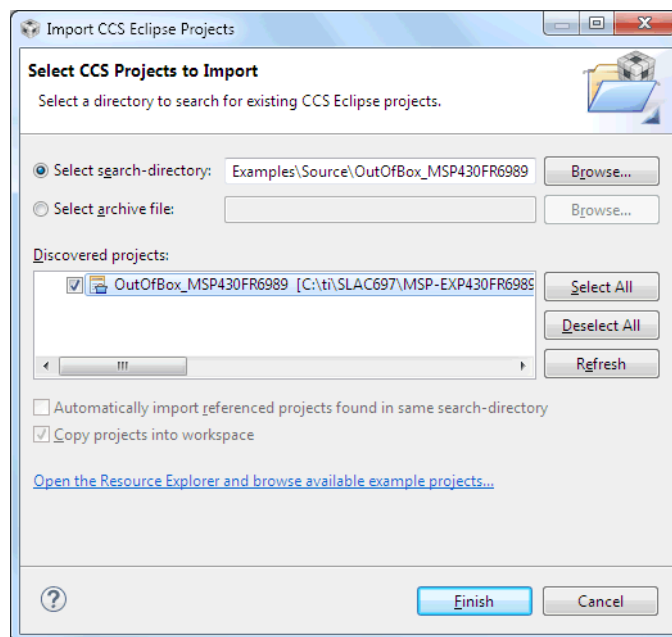 Import CCS Eclipse Projects
Select CCS Projects to Import
Select a directory to search for existing CCS Eclipse projects.
Select search-directory: Examples\Source\OutOfBox_MSP430FR6989 Browse...
Select archive file: Browse...
Discovered projects:
OutOfBox_MSP430FR6989 [C:\ti\SLAC697\MSP-EXP430FR6989
Select All
Deselect All
Refresh
Automatically import referenced projects found in same search-directory
Copy projects into workspace
Open the Resource Explorer and browse available example projects...
? Finish Cancel